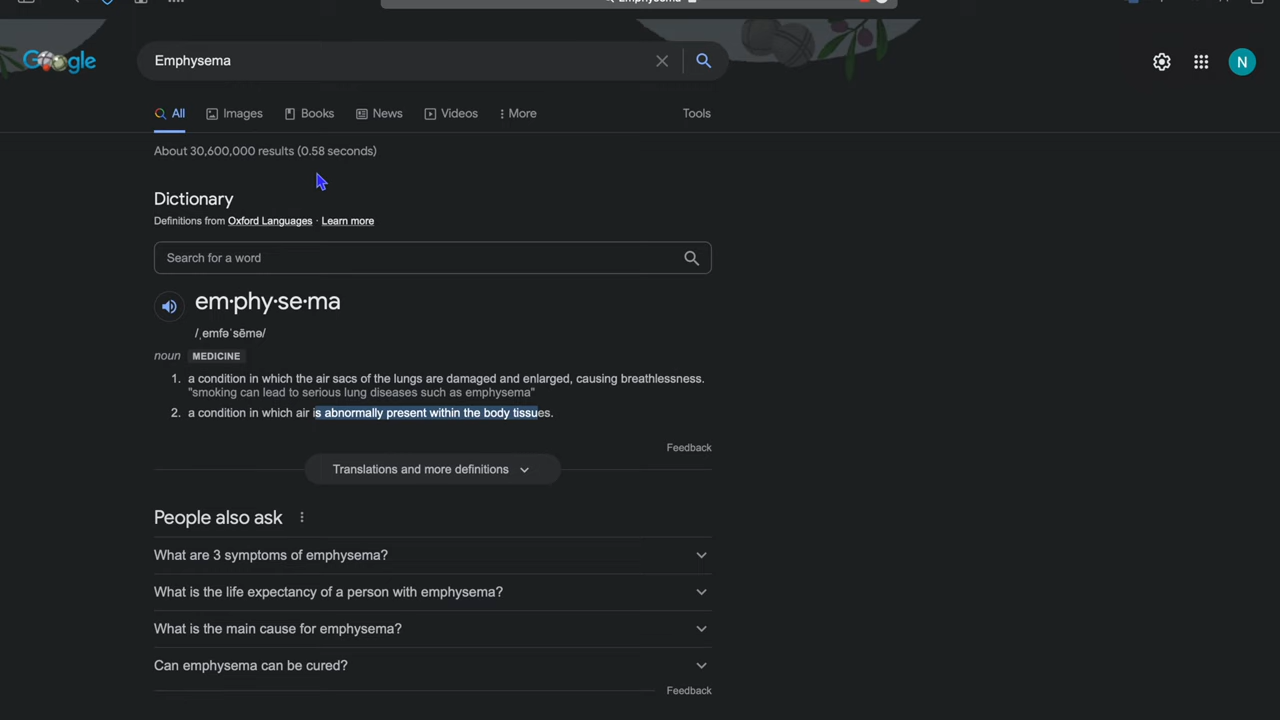 Google
Emphysema
N
All Images Books News Videos More Tools
About 30,600,000 results (0.58 seconds)
Dictionary
Definitions from Oxford Languages · Learn more
Search for a word
em·phy·se·ma
/ˌemfəˈsēmə/
noun MEDICINE
1. a condition in which the air sacs of the lungs are damaged and enlarged, causing breathlessness.
"smoking can lead to serious lung diseases such as emphysema"
2. a condition in which air is abnormally present within the body tissues.
Feedback
Translations and more definitions
People also ask
What are 3 symptoms of emphysema?
What is the life expectancy of a person with emphysema?
What is the main cause for emphysema?
Can emphysema can be cured?
Feedback